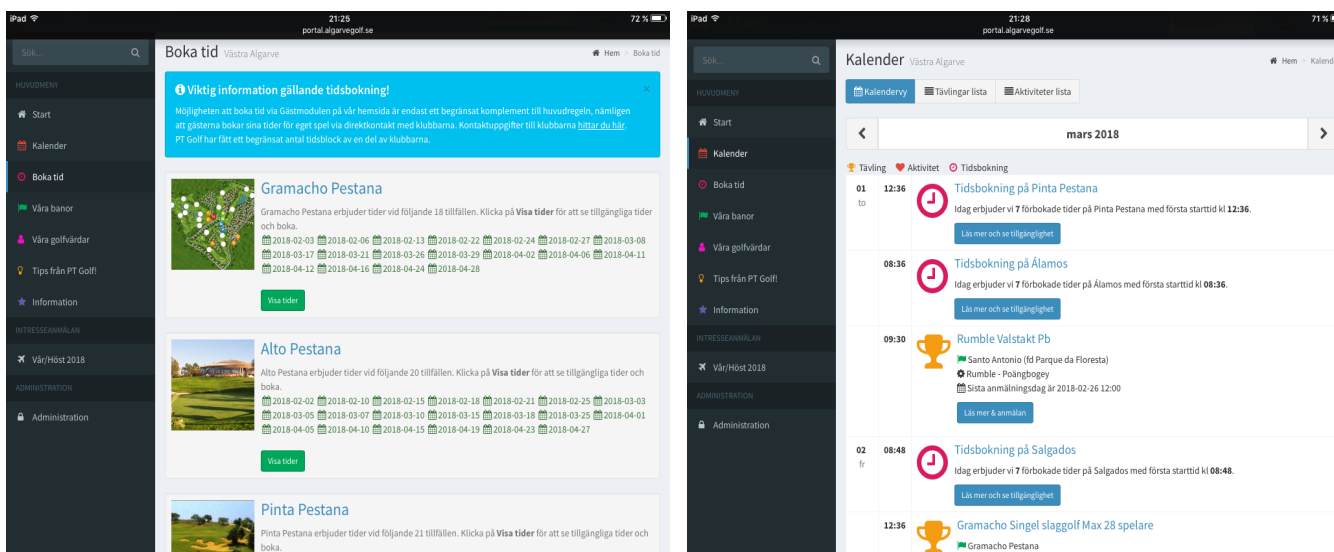 iPad 21:25 72 %
portal.algarvegolf.se
Sök...
HUVUDMENY
Start
Kalender
Boka tid
Våra banor
Våra golfvärdar
Tips från PT Golf!
Information
INTRESSEANMÄLAN
Vår/Höst 2018
ADMINISTRATION
Administration
Boka tid Västra Algarve
Hem > Boka tid
Viktig information gällande tidsbokning! ×
Möjligheten att boka tid via Gästmodulen på vår hemsida är endast ett begränsat komplement till huvudregeln, nämligen
att gästerna bokar sina tider för eget spel via direktkontakt med klubbarna. Kontaktuppgifter till klubbarna hittar du här.
PT Golf har fått ett begränsat antal tidsblock av en del av klubbarna.
Gramacho Pestana
Gramacho Pestana erbjuder tider vid följande 18 tillfällen. Klicka på Visa tider för att se tillgängliga tider
och boka.
2018-02-03 2018-02-06 2018-02-13 2018-02-22 2018-02-24 2018-02-27 2018-03-08
2018-03-17 2018-03-21 2018-03-26 2018-03-29 2018-04-02 2018-04-06 2018-04-11
2018-04-12 2018-04-16 2018-04-24 2018-04-28
Visa tider
Alto Pestana
Alto Pestana erbjuder tider vid följande 20 tillfällen. Klicka på Visa tider för att se tillgängliga tider och
boka.
2018-02-02 2018-02-10 2018-02-15 2018-02-18 2018-02-21 2018-02-25 2018-03-03
2018-03-05 2018-03-07 2018-03-10 2018-03-15 2018-03-18 2018-03-25 2018-04-01
2018-04-05 2018-04-10 2018-04-15 2018-04-19 2018-04-23 2018-04-27
Visa tider
Pinta Pestana
Pinta Pestana erbjuder tider vid följande 21 tillfällen. Klicka på Visa tider för att se tillgängliga tider och
boka.
iPad 21:28 71 %
portal.algarvegolf.se
Sök...
HUVUDMENY
Start
Kalender
Boka tid
Våra banor
Våra golfvärdar
Tips från PT Golf!
Information
INTRESSEANMÄLAN
Vår/Höst 2018
ADMINISTRATION
Administration
Kalender Västra Algarve
Hem > Kalend
Kalendervy Tävlingar lista Aktiviteter lista
mars 2018
Tävling Aktivitet Tidsbokning
01 12:36 Tidsbokning på Pinta Pestana
to
Idag erbjuder vi 7 förbokade tider på Pinta Pestana med första starttid kl 12:36.
Läs mer och se tillgänglighet
08:36 Tidsbokning på Álamos
Idag erbjuder vi 7 förbokade tider på Álamos med första starttid kl 08:36.
Läs mer och se tillgänglighet
09:30 Rumble Valstakt Pb
Santo Antonio (fd Parque da Floresta)
Rumble - Poängbogey
Sista anmälningsdag är 2018-02-26 12:00
Läs mer & anmälan
02 08:48 Tidsbokning på Salgados
fr
Idag erbjuder vi 7 förbokade tider på Salgados med första starttid kl 08:48.
Läs mer och se tillgänglighet
12:36 Gramacho Singel slaggolf Max 28 spelare
Gramacho Pestana